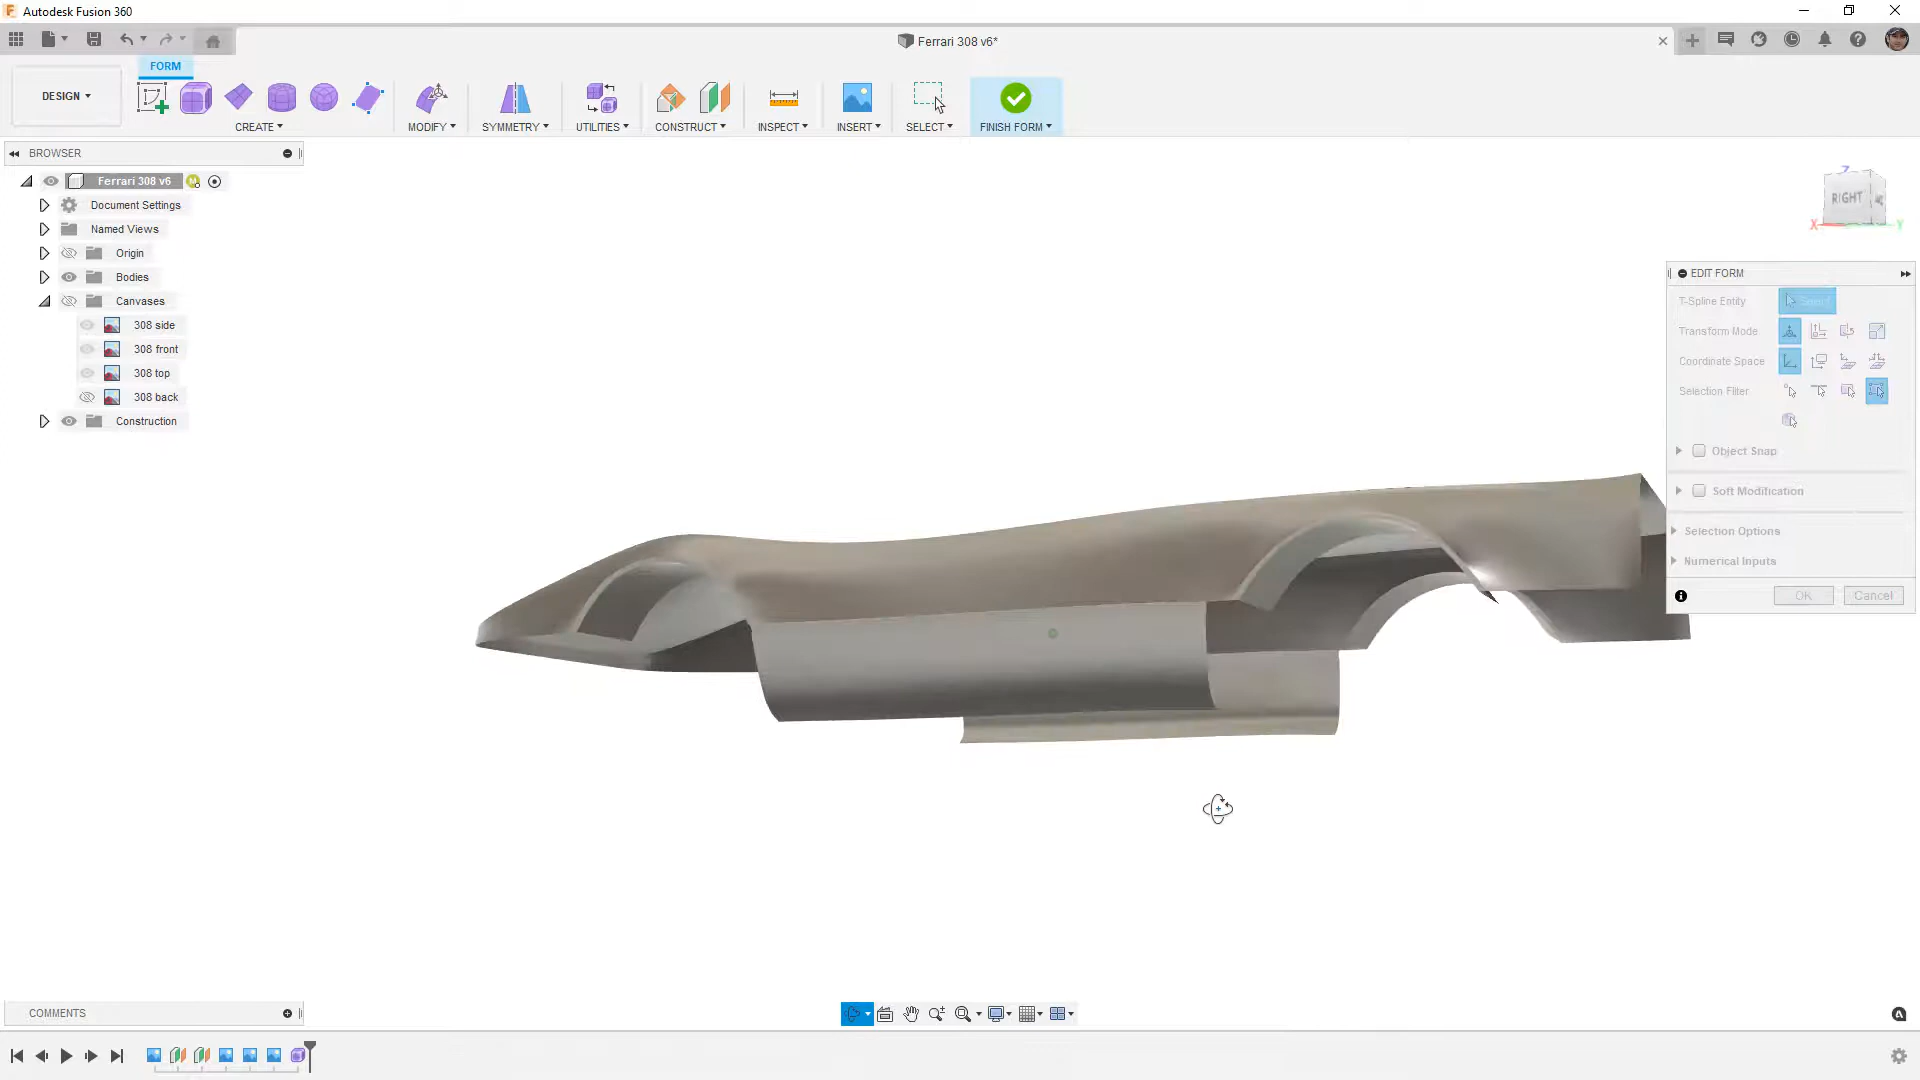 Autodesk Fusion 360
Ferrari 308 v6*
FORM
DESIGN
CREATE
MODIFY
SYMMETRY
UTILITIES
CONSTRUCT
INSPECT
INSERT
SELECT
FINISH FORM
BROWSER
Ferrari 308 v6
Document Settings
Named Views
Origin
Bodies
Canvases
308 side
308 front
308 top
308 back
Construction
Z
RIGHT
X
Y
EDIT FORM
T-Spline Entity
Select
Transform Mode
Coordinate Space
Selection Filter
Object Snap
Soft Modification
Selection Options
Numerical Inputs
OK
Cancel
COMMENTS